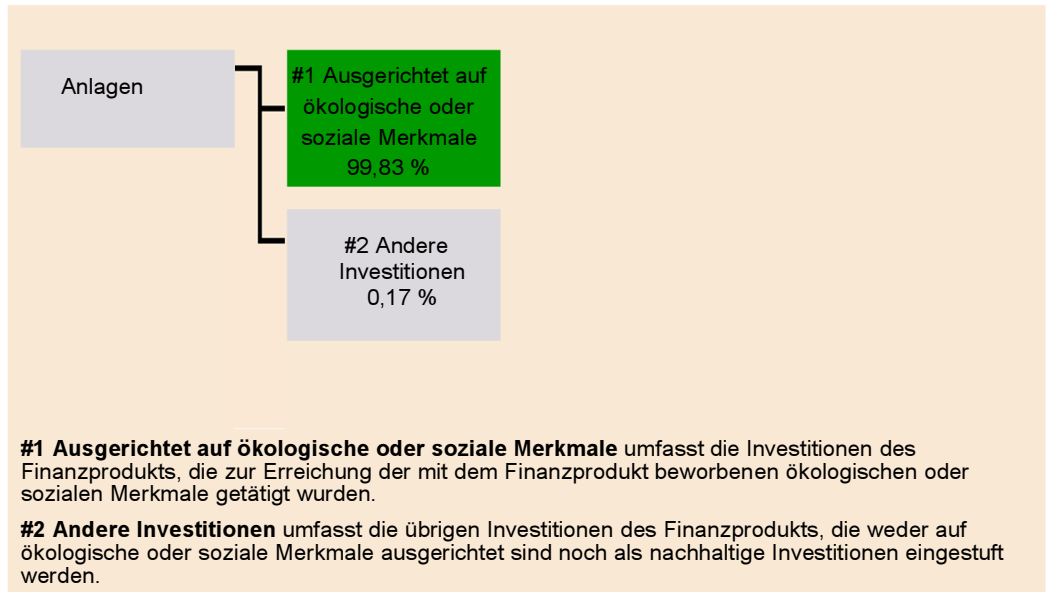 Anlagen
#1 Ausgerichtet auf
ökologische oder
soziale Merkmale
99,83 %
#2 Andere
Investitionen
0,17 %
#1 Ausgerichtet auf ökologische oder soziale Merkmale umfasst die Investitionen des
Finanzprodukts, die zur Erreichung der mit dem Finanzprodukt beworbenen ökologischen oder
sozialen Merkmale getätigt wurden.
#2 Andere Investitionen umfasst die übrigen Investitionen des Finanzprodukts, die weder auf
ökologische oder soziale Merkmale ausgerichtet sind noch als nachhaltige Investitionen eingestuft
werden.